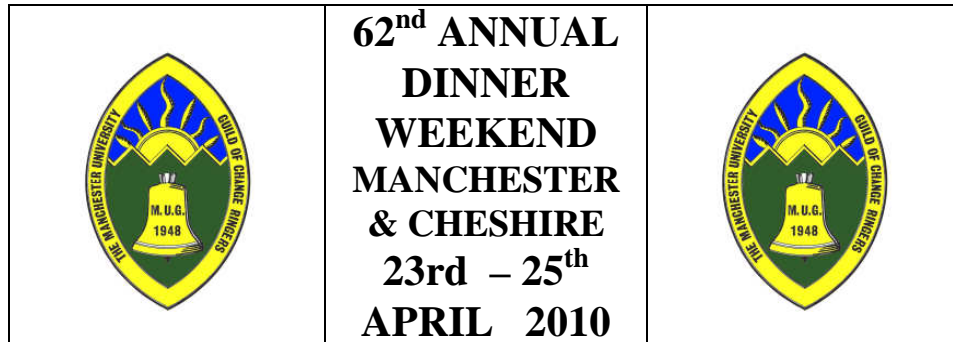 THE MANCHESTER UNIVERSITY GUILD OF CHANGE RINGERS
M.U.G.
1948
62nd ANNUAL
DINNER
WEEKEND
MANCHESTER
& CHESHIRE
23rd – 25th
APRIL 2010
THE MANCHESTER UNIVERSITY GUILD OF CHANGE RINGERS
M.U.G.
1948